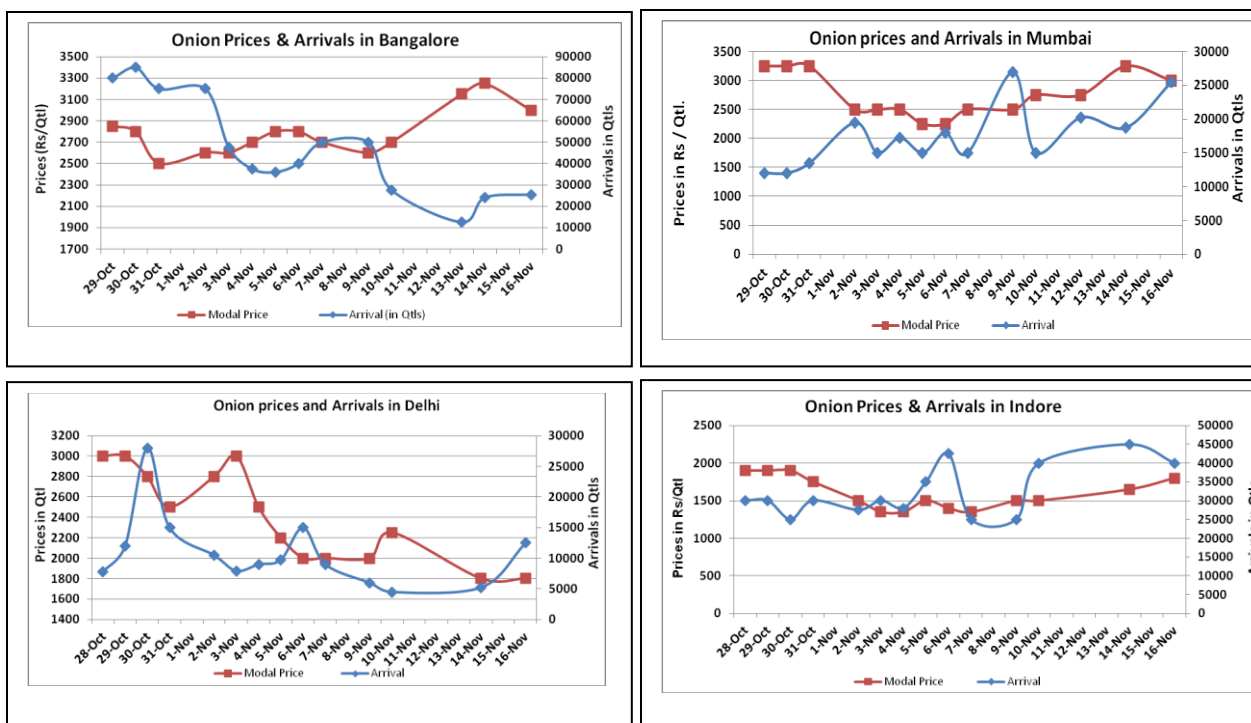 Onion Prices & Arrivals in Bangalore
3500
3300
3100
2900
2700
2500
2300
2100
1900
1700
Prices (Rs/Qtl)
90000
80000
70000
60000
50000
40000
30000
20000
10000
0
Arrivals in Qtls
29-Oct
30-Oct
31-Oct
1-Nov
2-Nov
3-Nov
4-Nov
5-Nov
6-Nov
7-Nov
8-Nov
9-Nov
10-Nov
11-Nov
12-Nov
13-Nov
14-Nov
15-Nov
16-Nov
Modal Price
Arrival (in Qtls)
Onion prices and Arrivals in Mumbai
3500
3000
2500
2000
1500
1000
500
0
Prices in Rs / Qtl.
30000
25000
20000
15000
10000
5000
0
Arrivals in Qtls
29-Oct
30-Oct
31-Oct
1-Nov
2-Nov
3-Nov
4-Nov
5-Nov
6-Nov
7-Nov
8-Nov
9-Nov
10-Nov
11-Nov
12-Nov
13-Nov
14-Nov
15-Nov
16-Nov
Modal Price
Arrival
Onion prices and Arrivals in Delhi
3200
3000
2800
2600
2400
2200
2000
1800
1600
1400
Prices in Qtl
30000
25000
20000
15000
10000
5000
0
Arrivals in Qtls
28-Oct
29-Oct
30-Oct
31-Oct
1-Nov
2-Nov
3-Nov
4-Nov
5-Nov
6-Nov
7-Nov
8-Nov
9-Nov
10-Nov
11-Nov
12-Nov
13-Nov
14-Nov
15-Nov
16-Nov
Modal Price
Arrival
Onion Prices & Arrivals in Indore
2500
2000
1500
1000
500
0
Prices in Rs/Qtl
50000
45000
40000
35000
30000
25000
20000
15000
10000
5000
0
28-Oct
29-Oct
30-Oct
31-Oct
1-Nov
2-Nov
3-Nov
4-Nov
5-Nov
6-Nov
7-Nov
8-Nov
9-Nov
10-Nov
11-Nov
12-Nov
13-Nov
14-Nov
15-Nov
16-Nov
Modal Price
Arrival